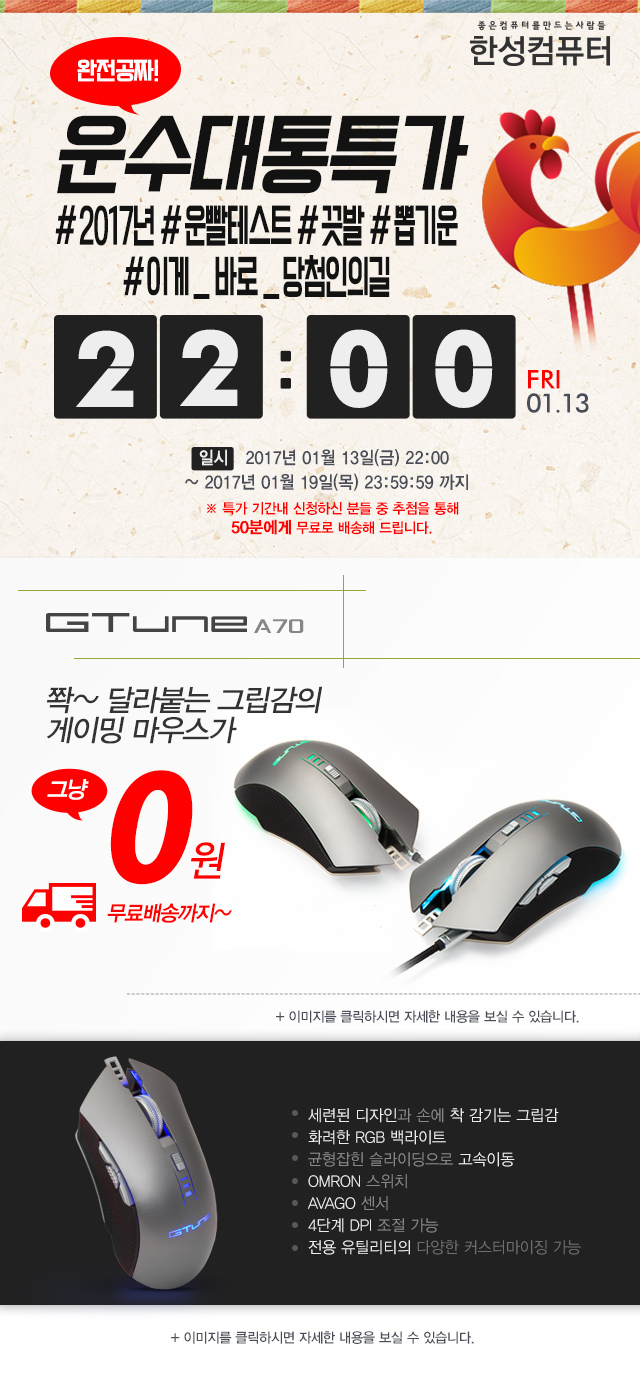 좋은컴퓨터를만드는사람들
한성컴퓨터
완전공짜!
운수대통특가
#2017년 #운빨테스트 #끗발 #뽑기운
#이게_바로_당첨인의길
22:00
FRI
01.13
일시 2017년 01월 13일(금) 22:00
~ 2017년 01월 19일(목) 23:59:59 까지
※ 특가 기간내 신청하신 분들 중 추첨을 통해
50분에게 무료로 배송해 드립니다.
GTUNE A70
쫙~ 달라붙는 그립감의
게이밍 마우스가
그냥
0원
무료배송까지~
GTUNE
GTUNE
+ 이미지를 클릭하시면 자세한 내용을 보실 수 있습니다.
GTUNE
• 세련된 디자인과 손에 착 감기는 그립감
• 화려한 RGB 백라이트
• 균형잡힌 슬라이딩으로 고속이동
• OMRON 스위치
• AVAGO 센서
• 4단계 DPI 조절 가능
• 전용 유틸리티의 다양한 커스터마이징 가능
+ 이미지를 클릭하시면 자세한 내용을 보실 수 있습니다.